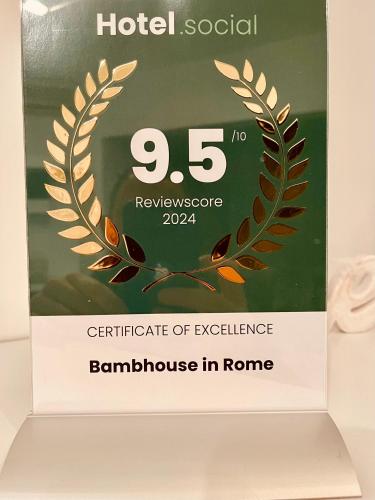 Hotel.social
9.5 /10
Reviewscore
2024
CERTIFICATE OF EXCELLENCE
Bambhouse in Rome